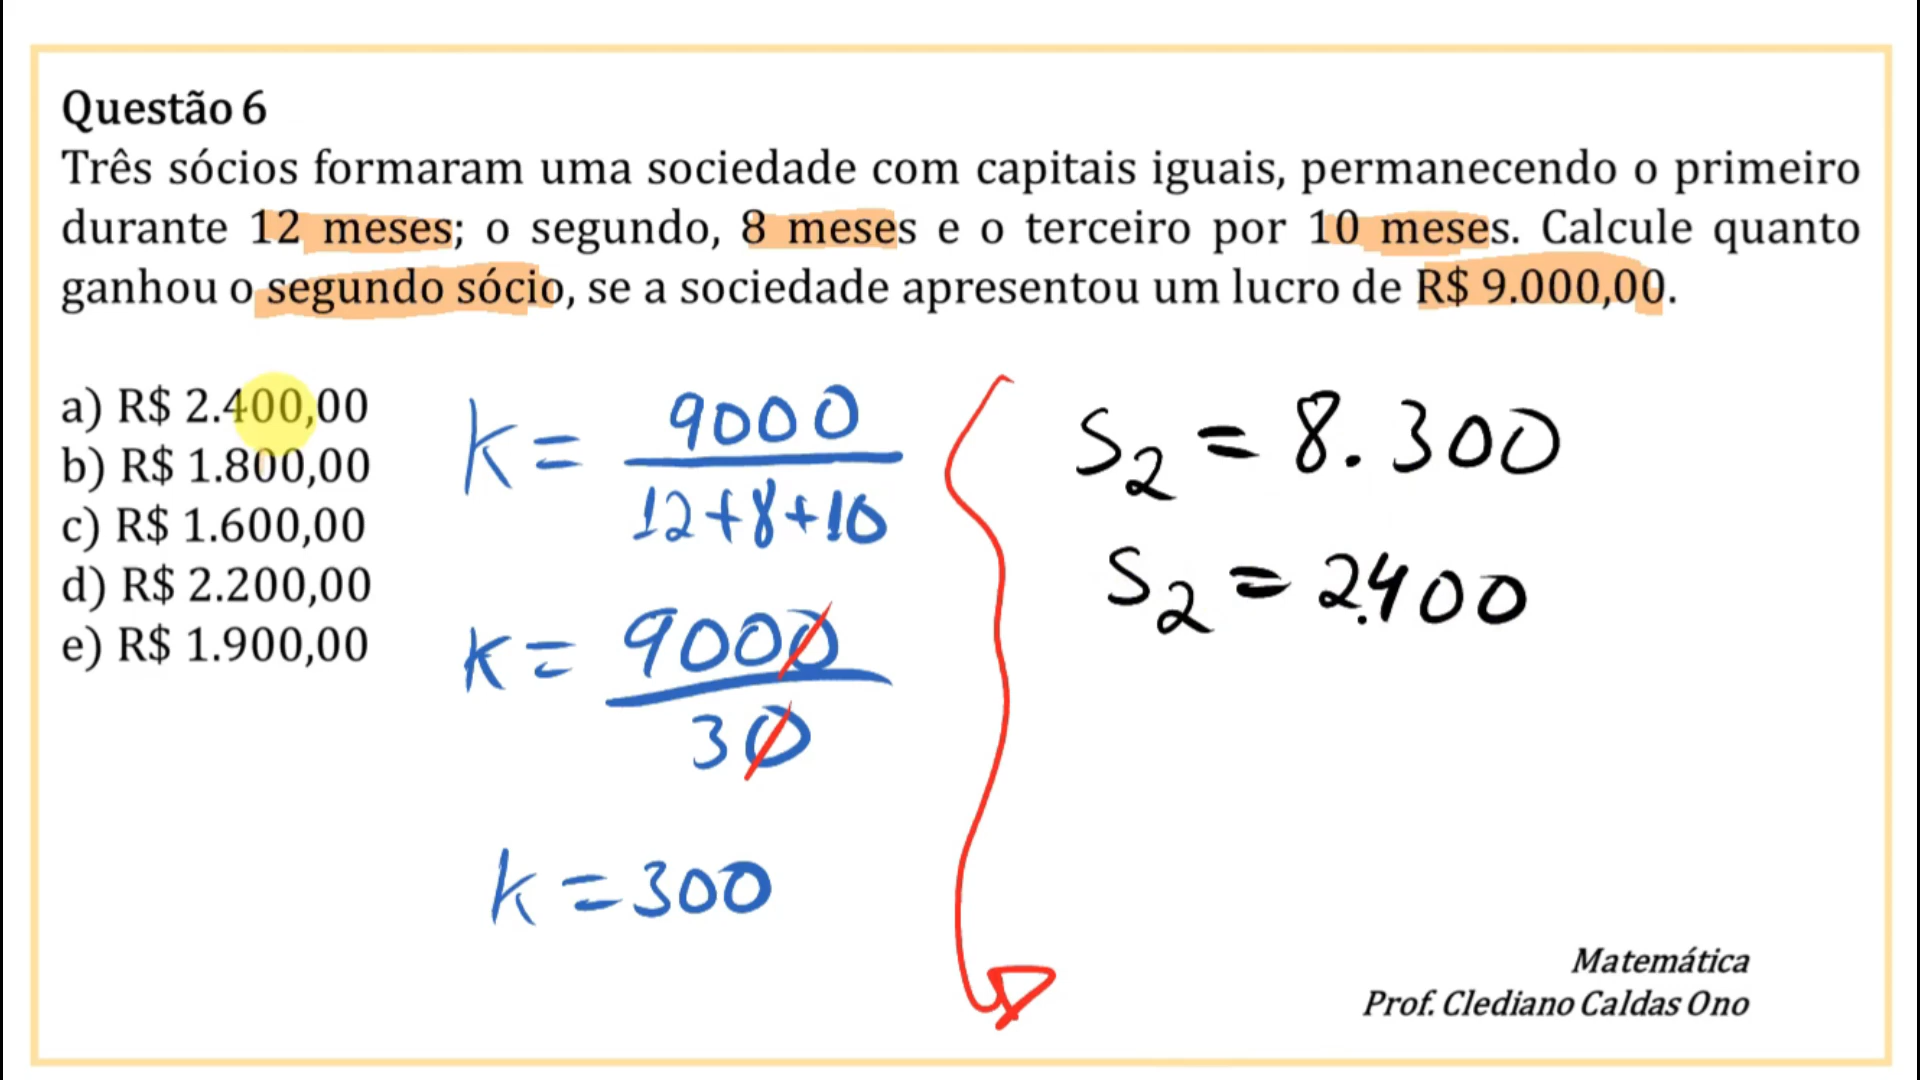 Questão 6
Três sócios formaram uma sociedade com capitais iguais, permanecendo o primeiro
durante 12 meses; o segundo, 8 meses e o terceiro por 10 meses. Calcule quanto
ganhou o segundo sócio, se a sociedade apresentou um lucro de R$ 9.000,00.
a) R$ 2.400,00
b) R$ 1.800,00
c) R$ 1.600,00
d) R$ 2.200,00
e) R$ 1.900,00
k = 9000
12+8+10
k = 9000
30
k = 300
S2 = 8.300
S2 = 2.400
Matemática
Prof. Clediano Caldas Ono